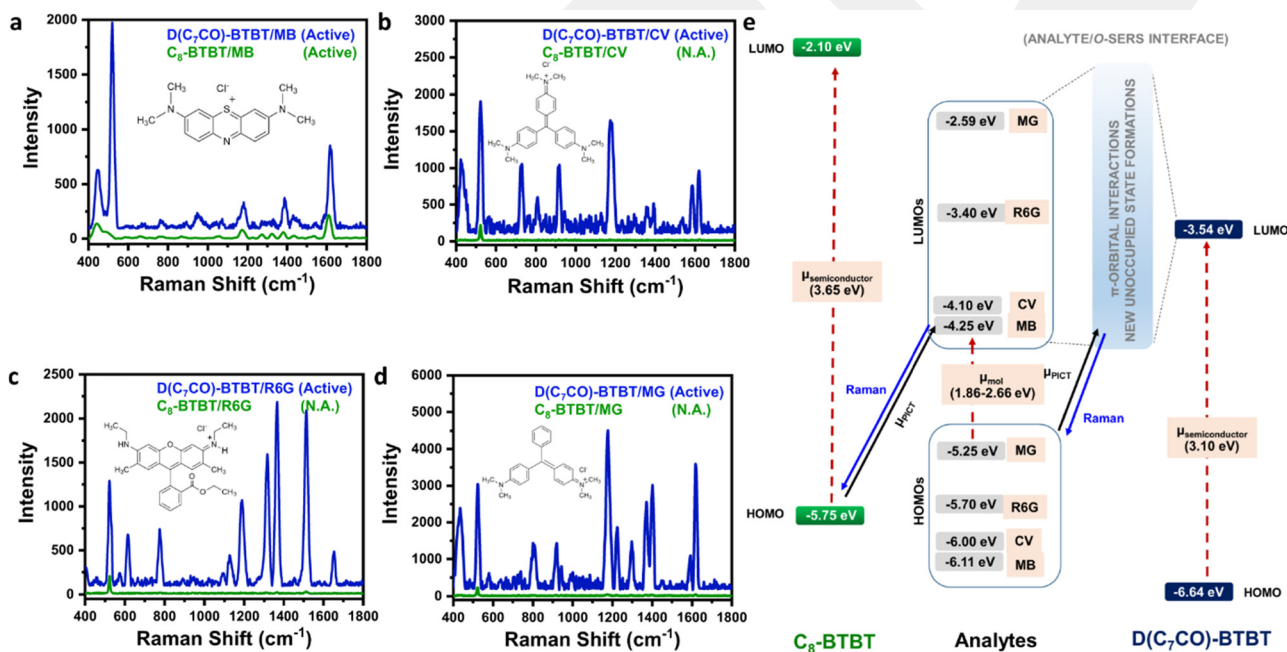 a
2000
1500
1000
500
0
Intensity
D(C₇CO)-BTBT/MB (Active)
C₈-BTBT/MB (Active)
Cl⁻
H₃C
N
CH₃
S
+
N
N
CH₃
CH₃
400 600 800 1000 1200 1400 1600 1800
Raman Shift (cm⁻¹)
b
3000
2500
2000
1500
1000
500
0
Intensity
D(C₇CO)-BTBT/CV (Active)
C₈-BTBT/CV (N.A.)
Cl⁻
400 600 800 1000 1200 1400 1600 1800
Raman Shift (cm⁻¹)
c
2500
2000
1500
1000
500
0
Intensity
D(C₇CO)-BTBT/R6G (Active)
C₈-BTBT/R6G (N.A.)
Cl⁻
400 600 800 1000 1200 1400 1600 1800
Raman Shift (cm⁻¹)
d
6000
5000
4000
3000
2000
1000
0
Intensity
D(C₇CO)-BTBT/MG (Active)
C₈-BTBT/MG (N.A.)
400 600 800 1000 1200 1400 1600 1800
Raman Shift (cm⁻¹)
e
LUMO
-2.10 eV
μsemiconductor
(3.65 eV)
HOMO
-5.75 eV
C₈-BTBT
(ANALYTE/O-SERS INTERFACE)
LUMOs
-2.59 eV MG
-3.40 eV R6G
-4.10 eV CV
-4.25 eV MB
Raman
μPICT
μmol
(1.86-2.66 eV)
μPICT
Raman
HOMOs
-5.25 eV MG
-5.70 eV R6G
-6.00 eV CV
-6.11 eV MB
Analytes
π-ORBITAL INTERACTIONS
NEW UNOCCUPIED STATE FORMATIONS
-3.54 eV
LUMO
μsemiconductor
(3.10 eV)
-6.64 eV
HOMO
D(C₇CO)-BTBT